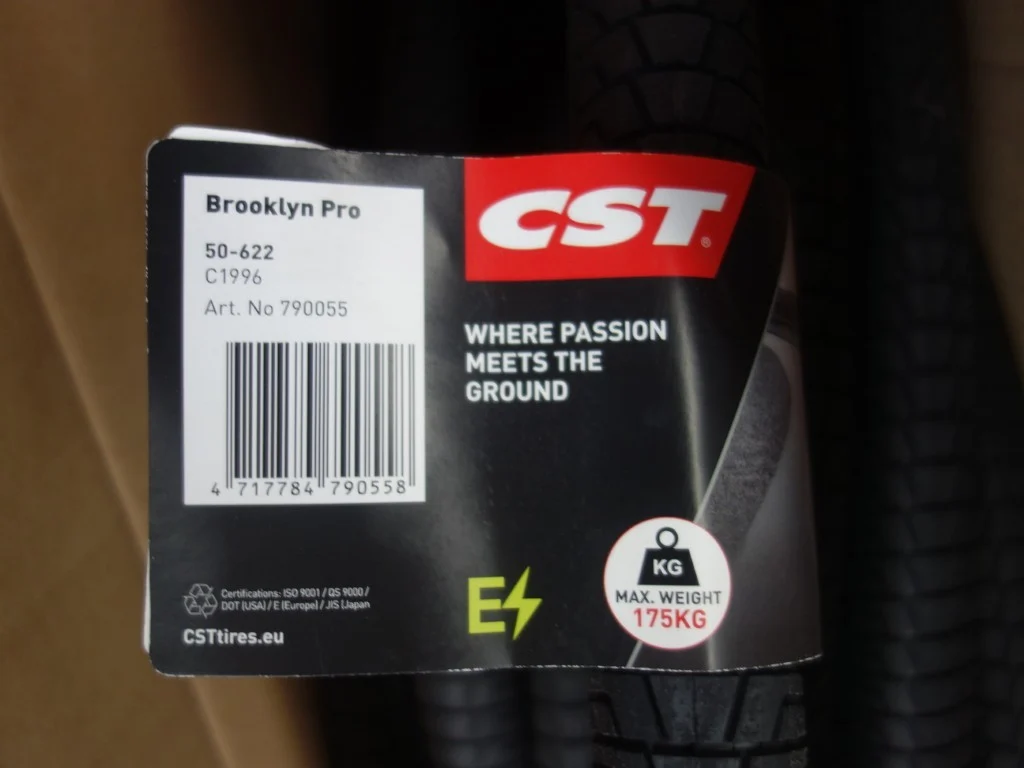 Brooklyn Pro
50-622
C1996
Art. No 790055
4 717784 790558
CST®
WHERE PASSION
MEETS THE
GROUND
KG
MAX. WEIGHT
175KG
E
Certifications: ISO 9001 / QS 9000 /
DOT (USA) / E (Europe) / JIS (Japan
CSTtires.eu